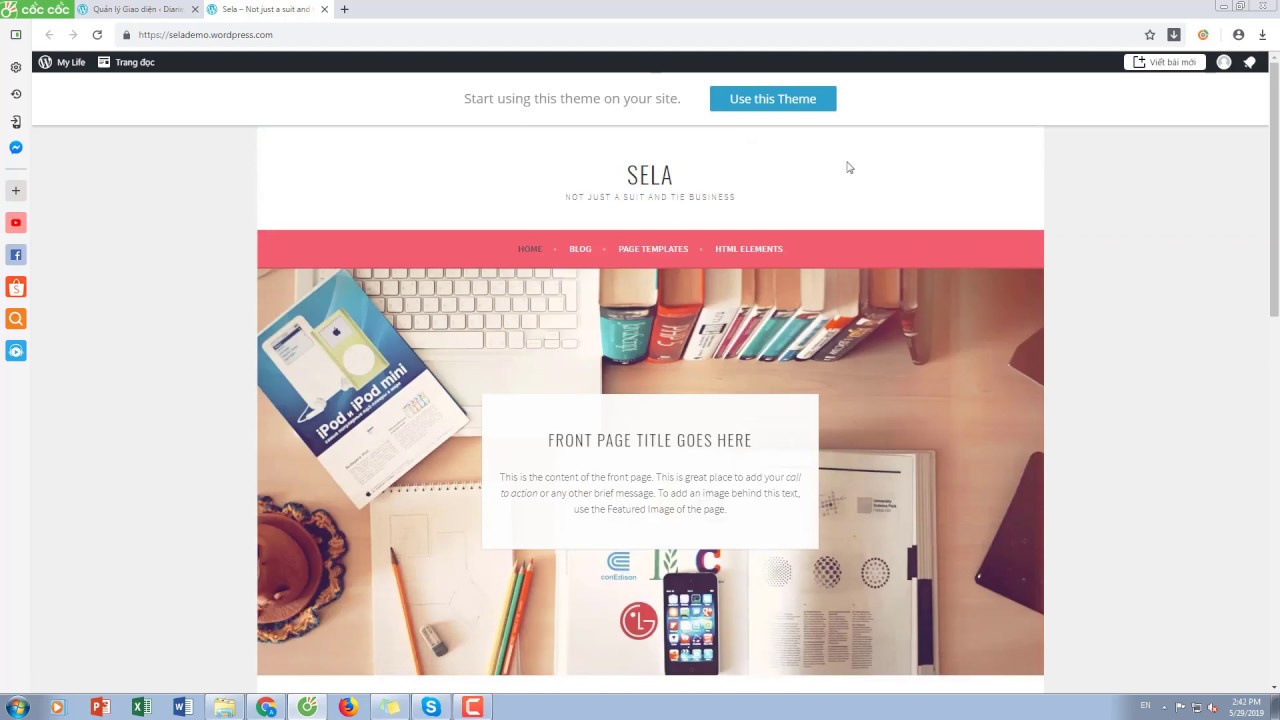 CỐC CỐC
Quản lý Giao diện ‹ Diane
Sela – Not just a suit and
https://selademo.wordpress.com
My Life
Trang đọc
Viết bài mới
Start using this theme on your site.
Use this Theme
SELA
NOT JUST A SUIT AND TIE BUSINESS
HOME
BLOG
PAGE TEMPLATES
HTML ELEMENTS
iPod и iPod mini
FRONT PAGE TITLE GOES HERE
This is the content of the front page. This is great place to add your call
to action or any other brief message. To add an image behind this text,
use the Featured Image of the page.
conEdison
LG
EN
2:42 PM
5/29/2019